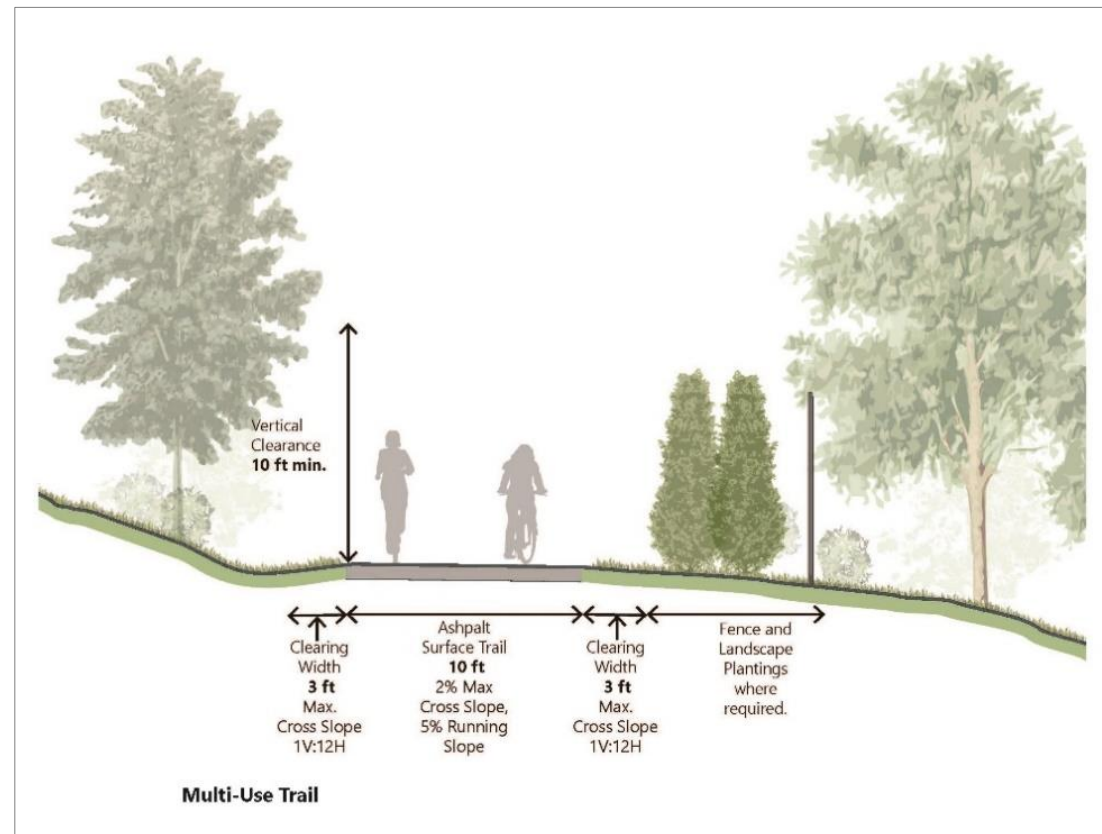 Vertical
Clearance
10 ft min.
Clearing
Width
3 ft
Max.
Cross Slope
1V:12H
Ashpalt
Surface Trail
10 ft
2% Max
Cross Slope,
5% Running
Slope
Clearing
Width
3 ft
Max.
Cross Slope
1V:12H
Fence and
Landscape
Plantings
where
required.
Multi-Use Trail